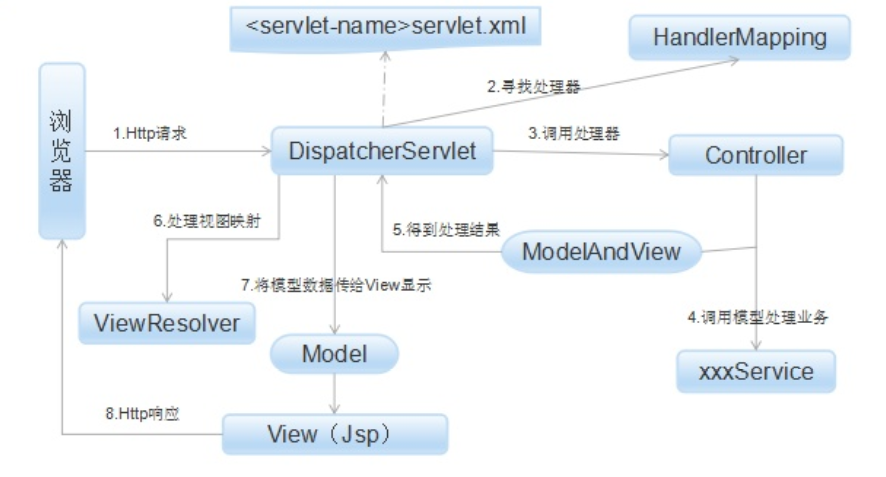 <servlet-name>servlet.xml
HandlerMapping
2.寻找处理器
浏览器
1.Http请求
DispatcherServlet
3.调用处理器
Controller
6.处理视图映射
5.得到处理结果
ModelAndView
7.将模型数据传给View显示
ViewResolver
4.调用模型处理业务
Model
xxxService
8.Http响应
View（Jsp）